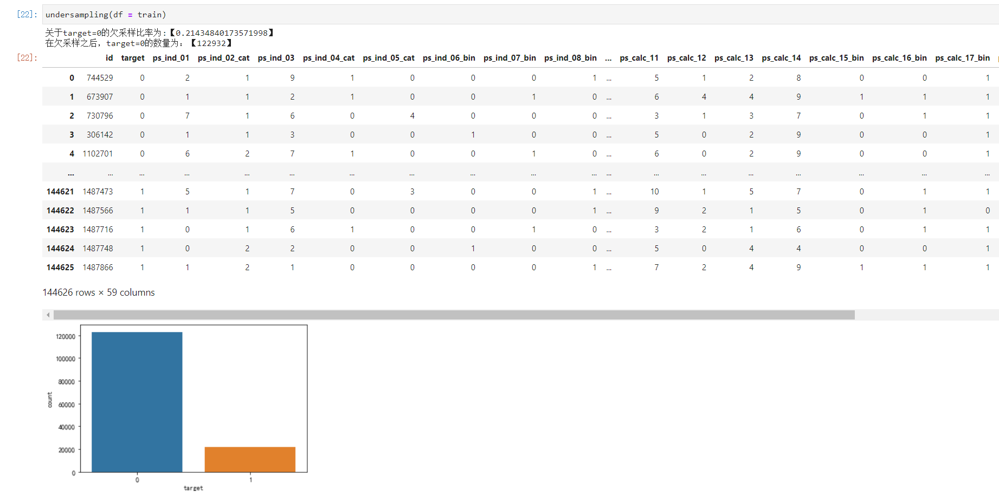 [22]: undersampling(df = train)
关于target=0的欠采样比率为:【0.21434840173571998】
在欠采样之后，target=0的数量为: 【122932】
[22]: id target ps_ind_01 ps_ind_02_cat ps_ind_03 ps_ind_04_cat ps_ind_05_cat ps_ind_06_bin ps_ind_07_bin ps_ind_08_bin ... ps_calc_11 ps_calc_12 ps_calc_13 ps_calc_14 ps_calc_15_bin ps_calc_16_bin ps_calc_17_bin
0 744529 0 2 1 9 1 0 0 0 1 ... 5 1 2 8 0 0 1
1 673907 0 1 1 2 1 0 0 1 0 ... 6 4 4 9 1 1 1
2 730796 0 7 1 6 0 4 0 0 0 ... 3 1 3 7 0 1 1
3 306142 0 1 1 3 0 0 1 0 0 ... 5 0 2 9 0 0 1
4 1102701 0 6 2 7 1 0 0 1 0 ... 6 0 2 9 0 0 1
... ... ... ... ... ... ... ... ... ... ... ... ... ... ... ... ... ... ...
144621 1487473 1 5 1 7 0 3 0 0 1 ... 10 1 5 7 0 1 1
144622 1487566 1 1 1 5 0 0 0 0 1 ... 9 2 1 5 0 1 0
144623 1487716 1 0 1 6 1 0 0 1 0 ... 3 2 1 6 0 1 1
144624 1487748 1 0 2 2 0 0 1 0 0 ... 5 0 4 4 0 0 1
144625 1487866 1 1 2 1 0 0 0 0 1 ... 7 2 4 9 1 1 1
144626 rows × 59 columns
120000
100000
80000
60000
40000
20000
0
count
0 1
target